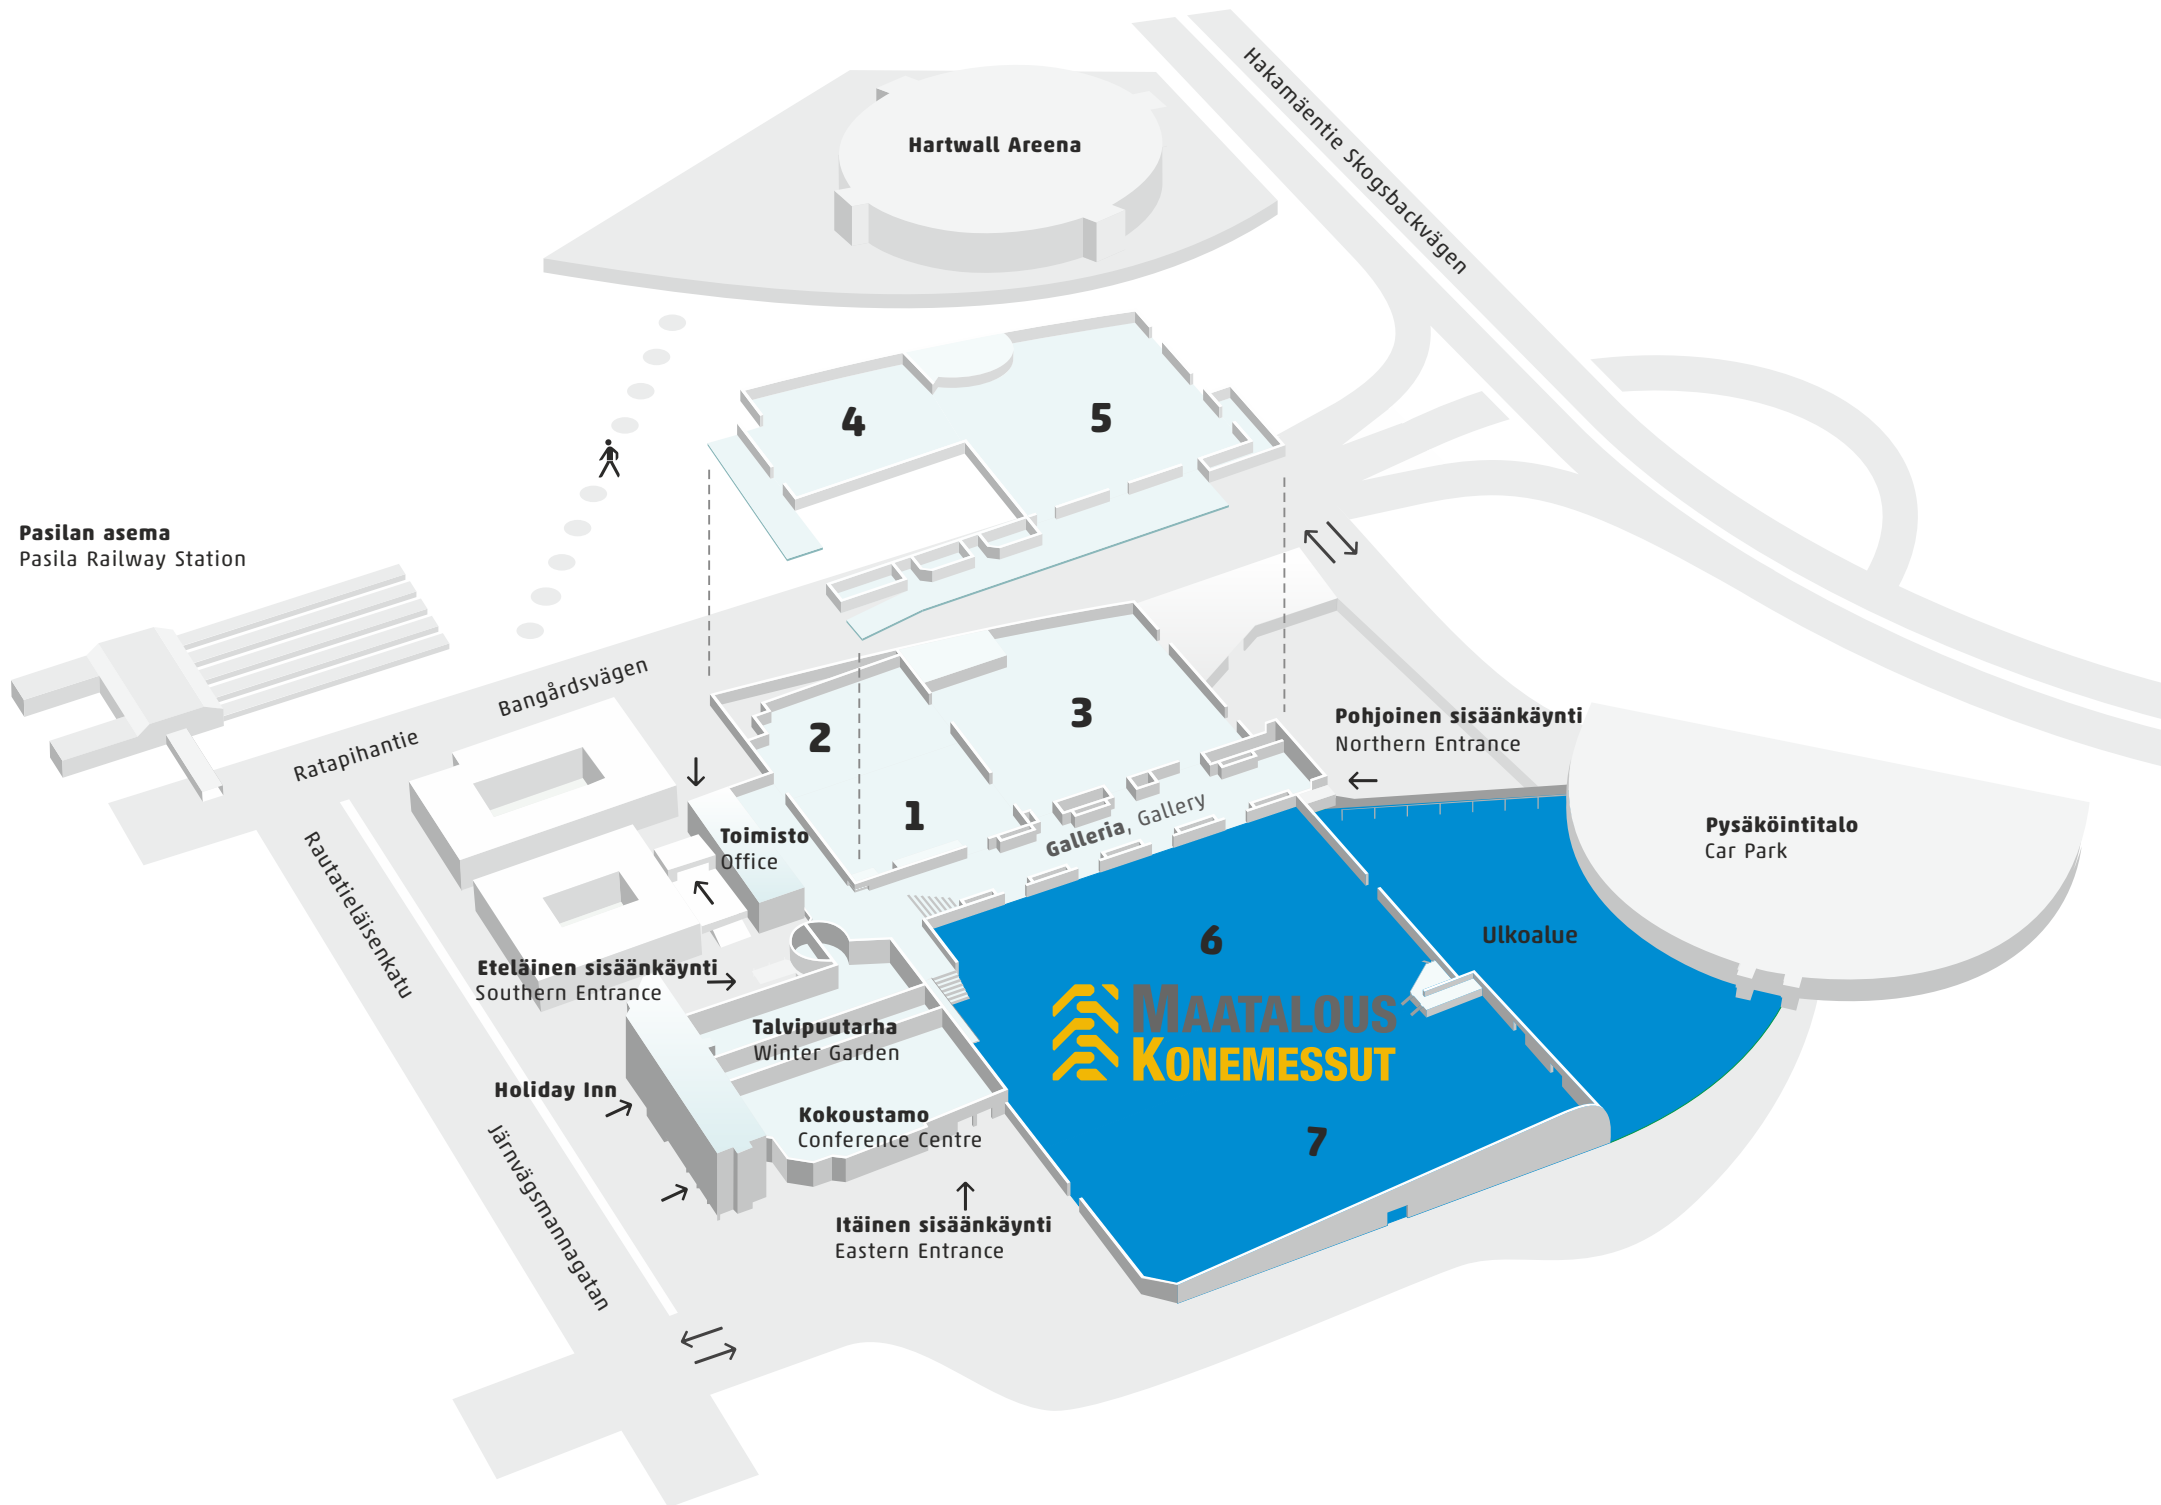 Hartwall Areena
Hakamäentie Skogsbackvägen
4
5
Pasilan asema
Pasila Railway Station
Ratapihantie
Bangårdsvägen
2
3
1
Galleria, Gallery
Pohjoinen sisäänkäynti
Northern Entrance
Pysäköintitalo
Car Park
Toimisto
Office
Rautatieläisenkatu
6
Ulkoalue
Eteläinen sisäänkäynti
Southern Entrance
MAATALOUS
KONEMESSUT
Talvipuutarha
Winter Garden
Holiday Inn
Kokoustamo
Conference Centre
7
Järnvägsmannagatan
Itäinen sisäänkäynti
Eastern Entrance